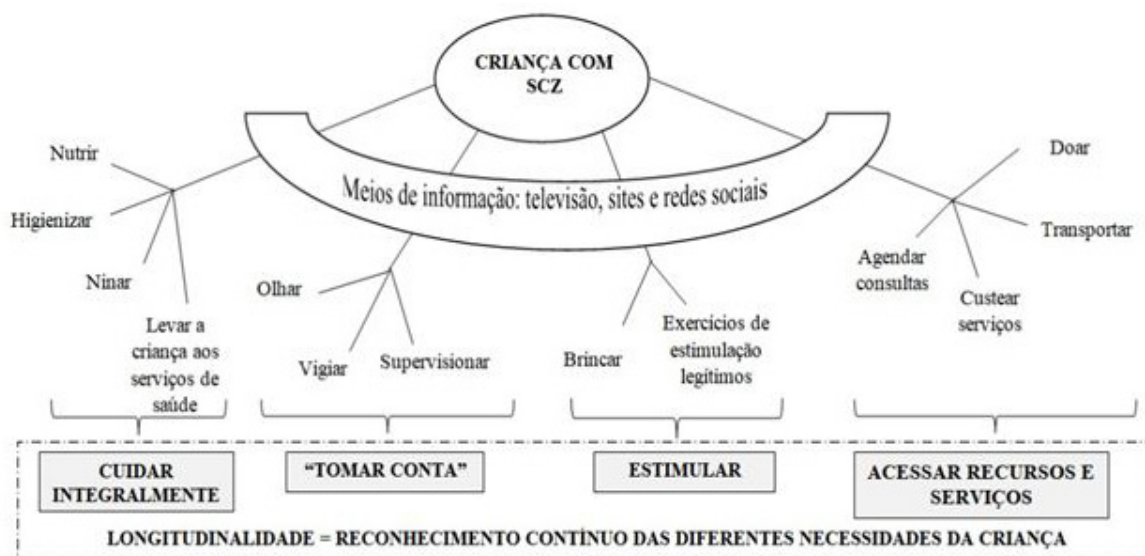 CRIANÇA COM
SCZ
Meios de informação: televisão, sites e redes sociais
Nutrir
Higienizar
Ninar
Levar a
criança aos
serviços de
saúde
Olhar
Vigiar
Supervisionar
Brincar
Exercícios de
estimulação
legítimos
Agendar
consultas
Custear
serviços
Doar
Transportar
CUIDAR
INTEGRALMENTE
“TOMAR CONTA”
ESTIMULAR
ACESSAR RECURSOS E
SERVIÇOS
LONGITUDINALIDADE = RECONHECIMENTO CONTÍNUO DAS DIFERENTES NECESSIDADES DA CRIANÇA